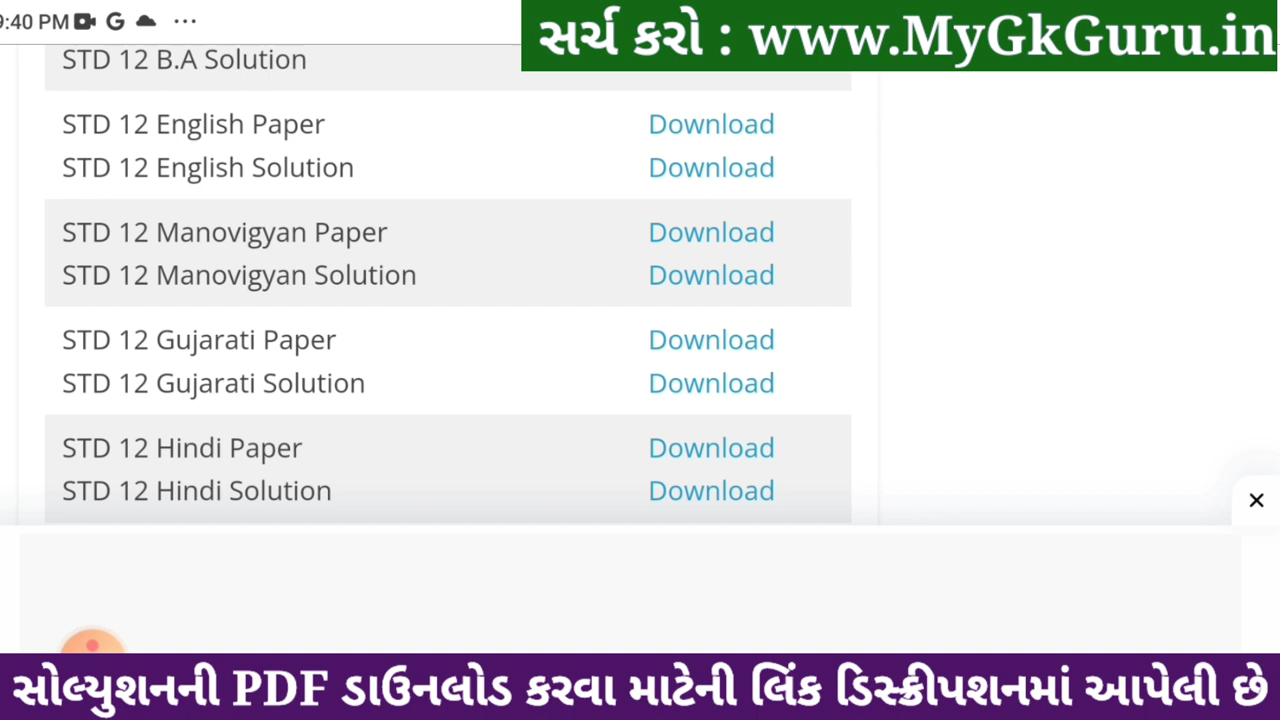 9:40 PM
સર્ચ કરો : www.MyGkGuru.in
STD 12 B.A Solution
STD 12 English Paper Download
STD 12 English Solution Download
STD 12 Manovigyan Paper Download
STD 12 Manovigyan Solution Download
STD 12 Gujarati Paper Download
STD 12 Gujarati Solution Download
STD 12 Hindi Paper Download
STD 12 Hindi Solution Download
સોલ્યુશનની PDF ડાઉનલોડ કરવા માટેની લિંક ડિસ્ક્રીપશનમાં આપેલી છે